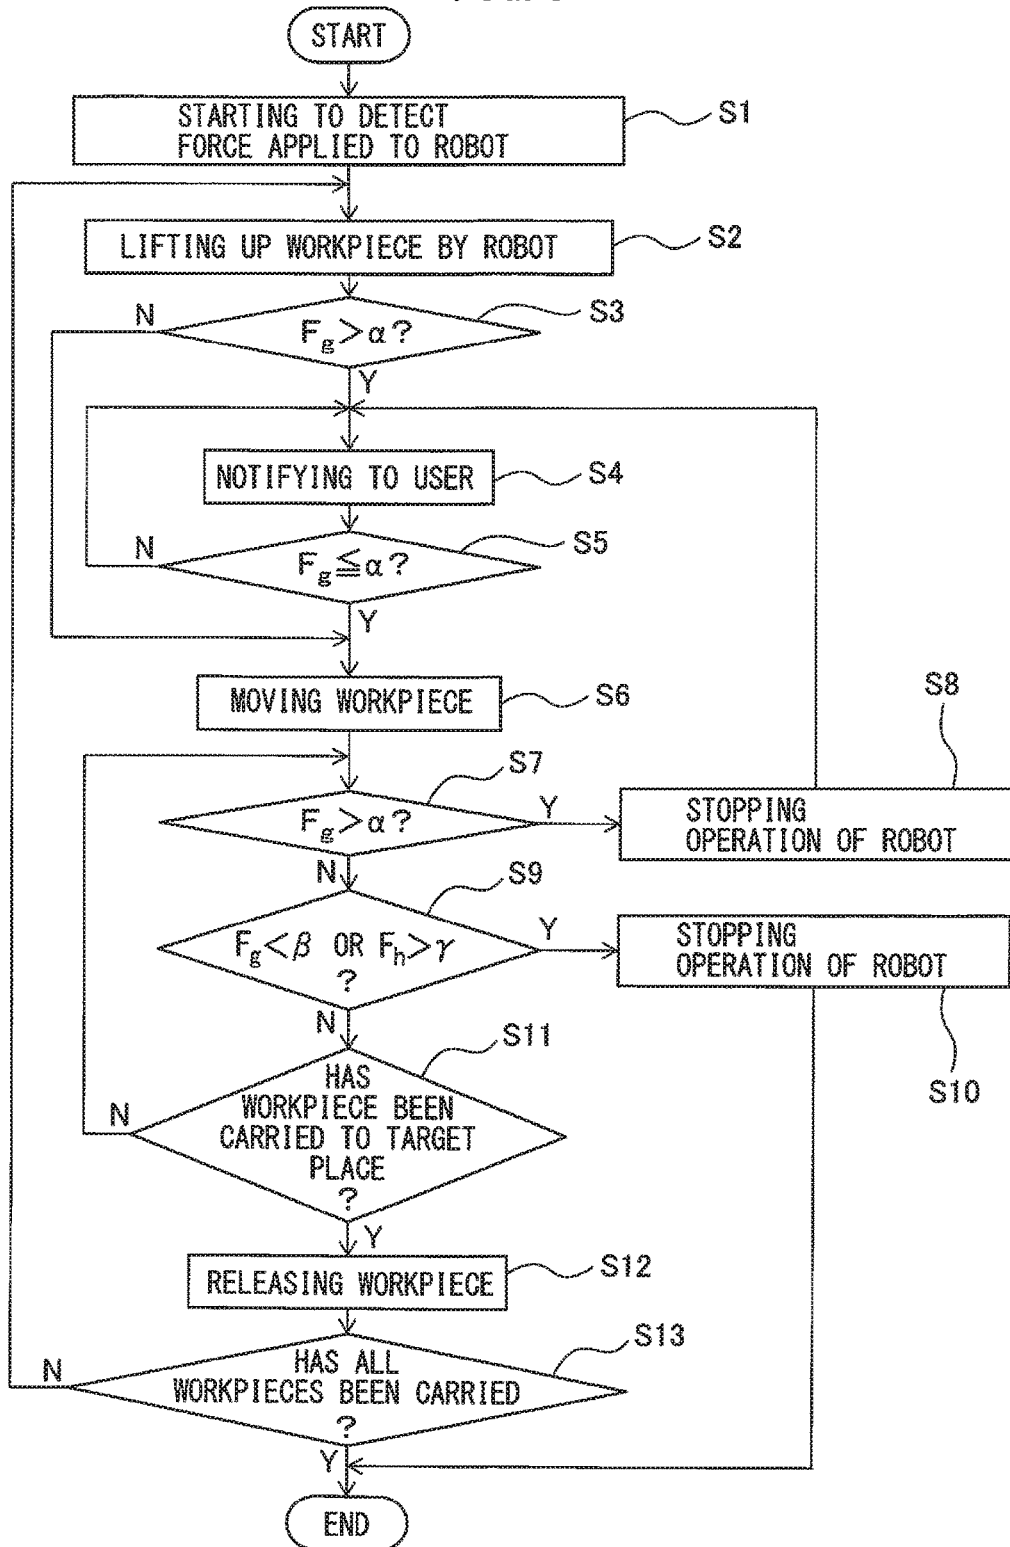 START
STARTING TO DETECT
FORCE APPLIED TO ROBOT
S1
LIFTING UP WORKPIECE BY ROBOT
S2
N
Fg>α?
S3
Y
NOTIFYING TO USER
S4
N
Fg≦α?
S5
Y
MOVING WORKPIECE
S6
S8
S7
Fg>α?
Y
STOPPING
OPERATION OF ROBOT
N
S9
Fg<β OR Fh>γ
?
Y
STOPPING
OPERATION OF ROBOT
N
S11
S10
HAS
WORKPIECE BEEN
CARRIED TO TARGET
PLACE
?
N
Y
RELEASING WORKPIECE
S12
S13
N
HAS ALL
WORKPIECES BEEN CARRIED
?
Y
END